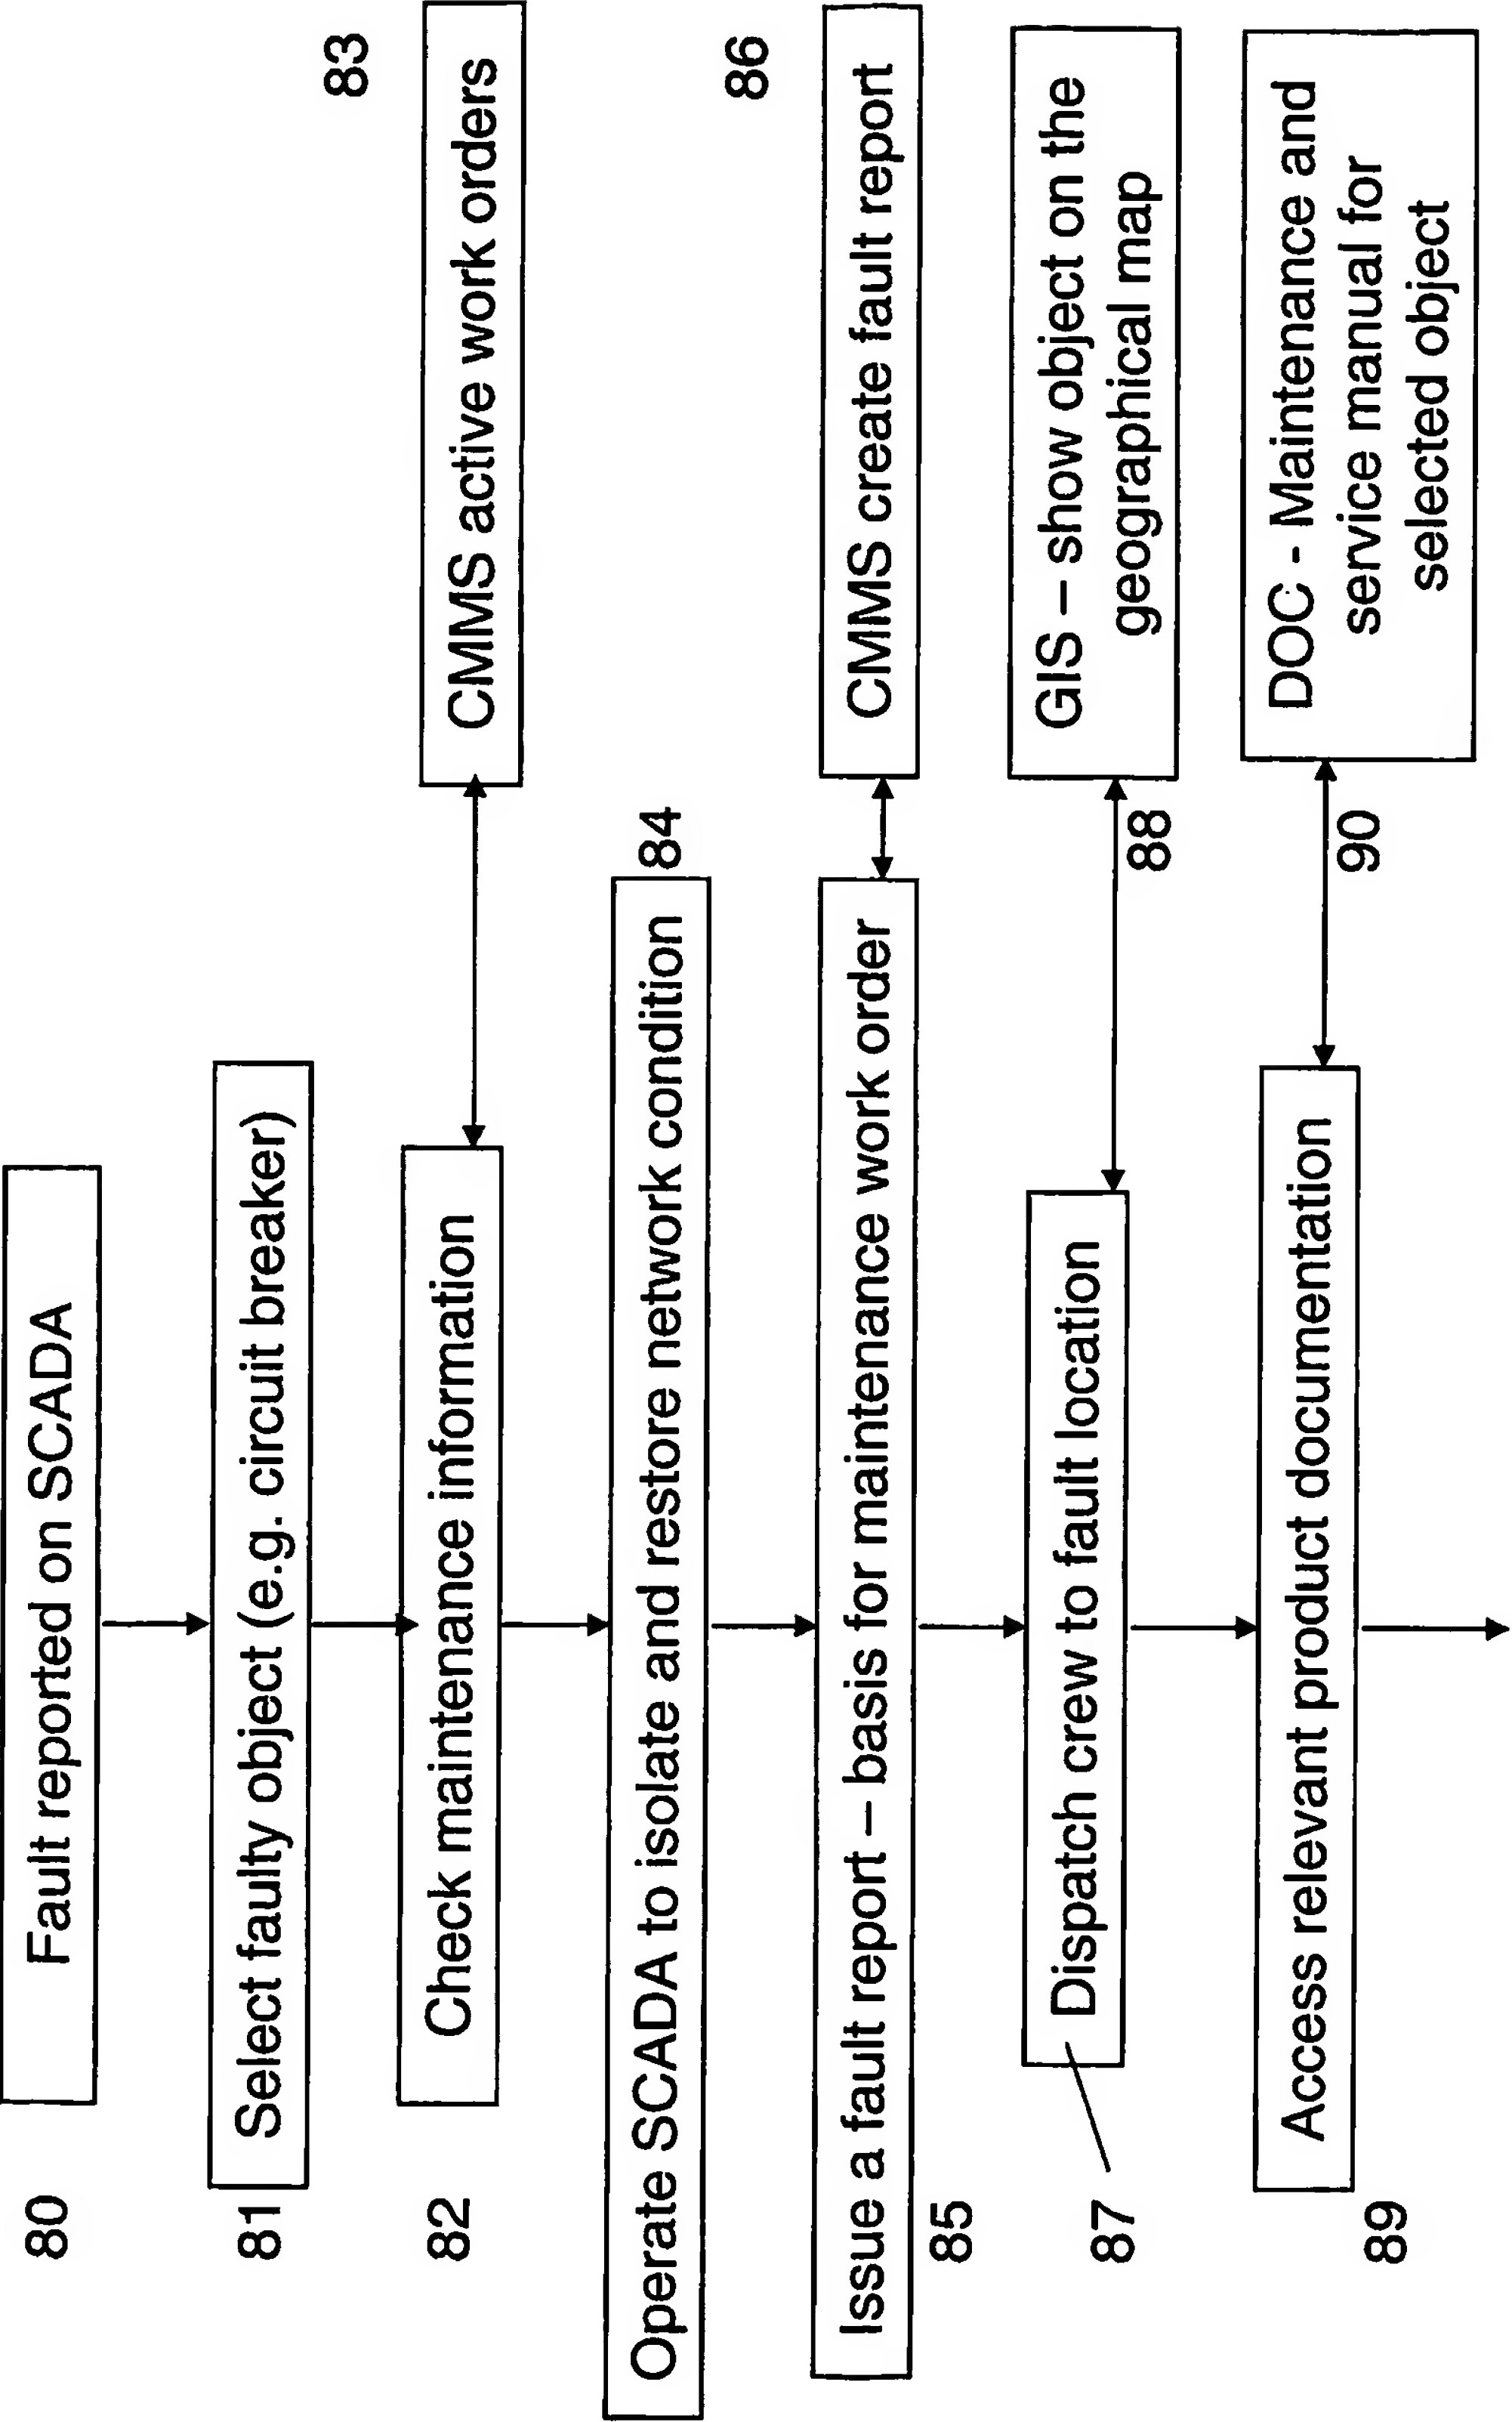 80
Fault reported on SCADA
81
Select faulty object (e.g. circuit breaker)
83
82
Check maintenance information
CMMS active work orders
Operate SCADA to isolate and restore network condition
84
86
Issue a fault report – basis for maintenance work order
CMMS create fault report
85
87
Dispatch crew to fault location
88
GIS – show object on the
geographical map
Access relevant product documentation
89
90
DOC - Maintenance and
service manual for
selected object